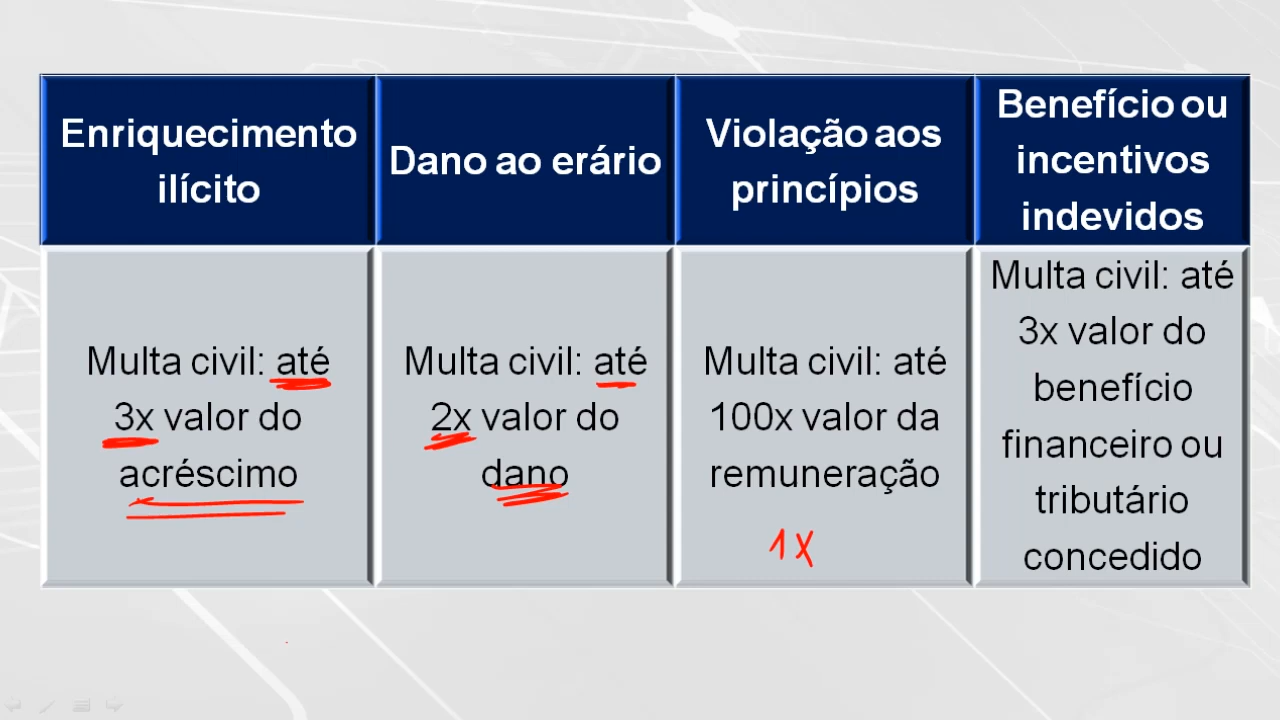 Enriquecimento
ilícito
Dano ao erário
Violação aos
princípios
Benefício ou
incentivos
indevidos
Multa civil: até
3x valor do
acréscimo
Multa civil: até
2x valor do
dano
Multa civil: até
100x valor da
remuneração
1X
Multa civil: até
3x valor do
benefício
financeiro ou
tributário
concedido